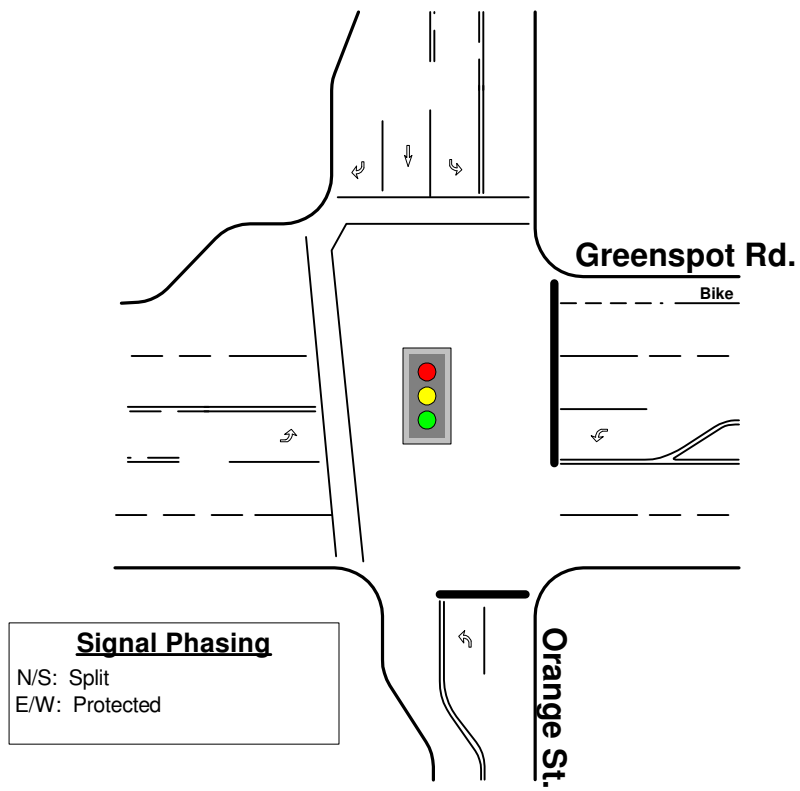 Greenspot Rd.
Bike
Orange St.
Signal Phasing
N/S: Split
E/W: Protected